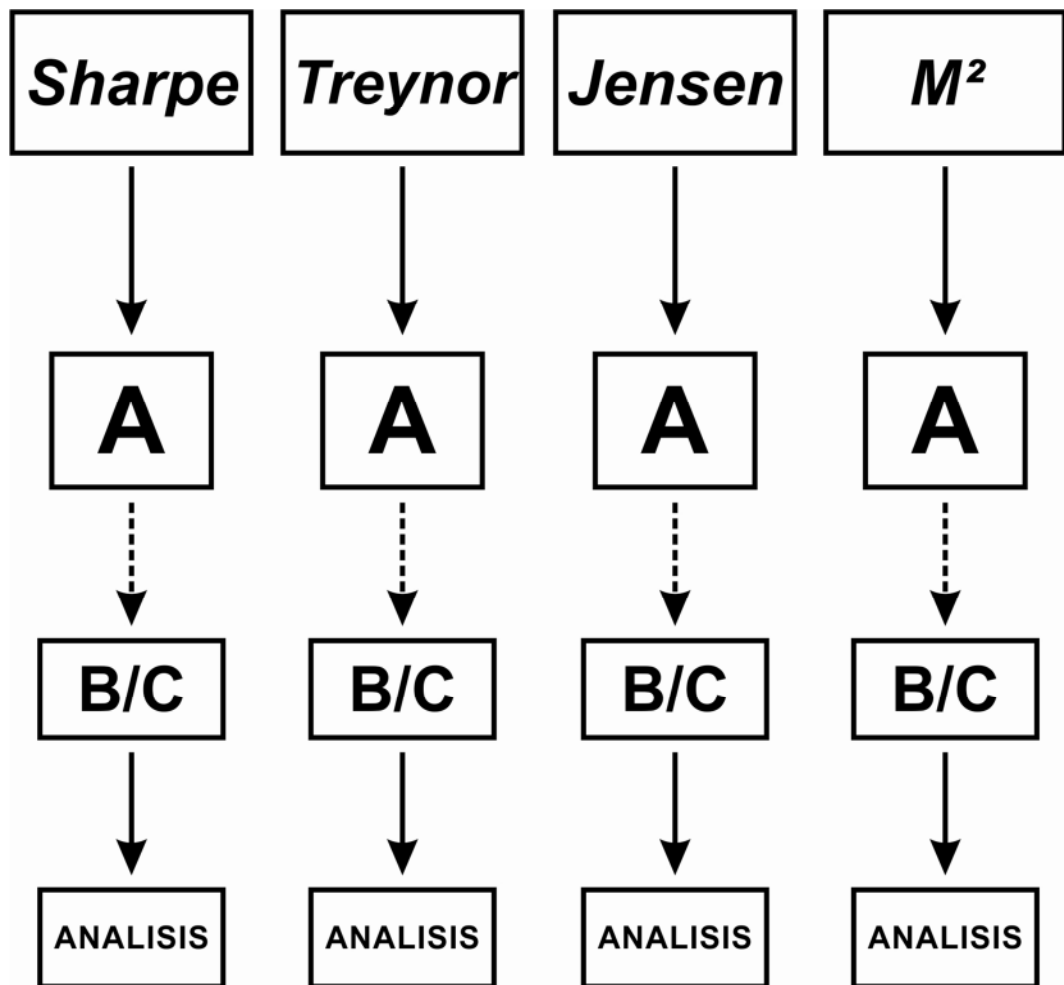 Sharpe
Treynor
Jensen
M²
A
A
A
A
B/C
B/C
B/C
B/C
ANALISIS
ANALISIS
ANALISIS
ANALISIS